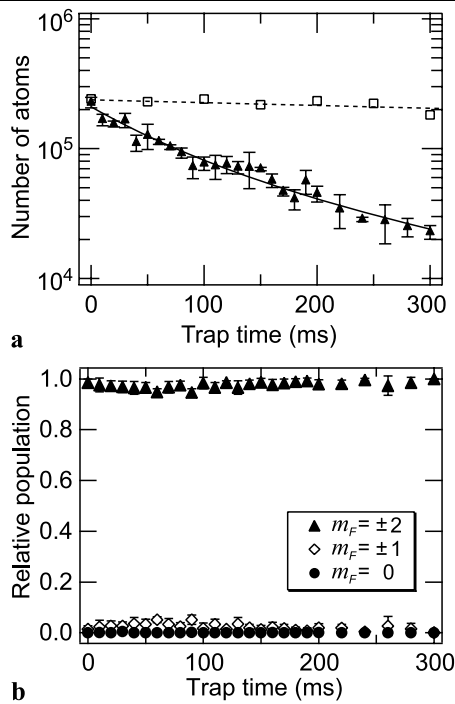 10^6
10^5
10^4
Number of atoms
0 100 200 300
Trap time (ms)
a
1.0
0.8
0.6
0.4
0.2
0.0
Relative population
m_F = ±2
m_F = ±1
m_F = 0
0 100 200 300
Trap time (ms)
b